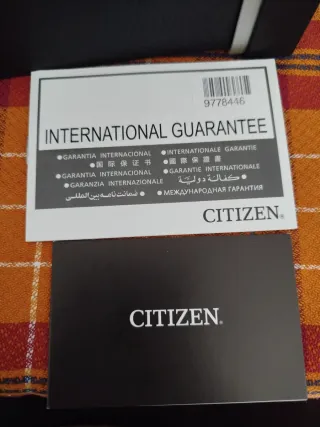 9778446
INTERNATIONAL GUARANTEE
●GARANTIA INTERNACIONAL ●INTERNATIONALE GARANTIE
●国际保证书 ●國際保證書
●GARANTIA INTERNACIONAL ●GARANTIE INTERNATIONALE
●GARANZIA INTERNAZIONALE ●كفالة دولية
●ضمانت نامه بین المللی ●МЕЖДУНАРОДНАЯ ГАРАНТИЯ
CITIZEN®
CITIZEN®